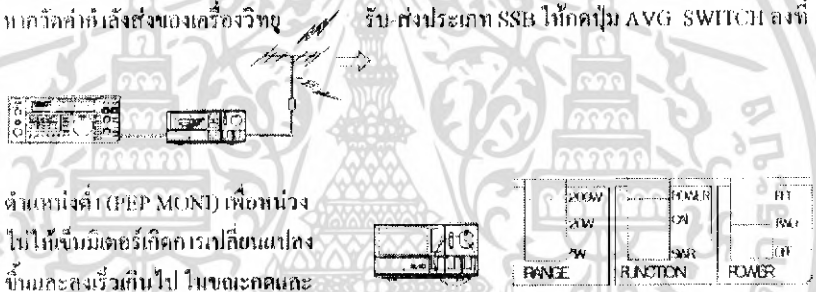 หากวัดค่ากำลังส่งของเครื่องวิทยุ รับ-ส่งประเภท SSB ให้กดปุ่ม AVG SWITCH ลงที่
ตำแหน่งต่ำ (PEP MONI) เพื่อหน่วง
ไม่ให้เข็มมิเตอร์เกิดการเปลี่ยนแปลง
ขึ้นและลงเร็วเกินไป ในขณะกดและ
200W
20W
RANGE
POWER
SWR
FUNCTION
OFF
POWER